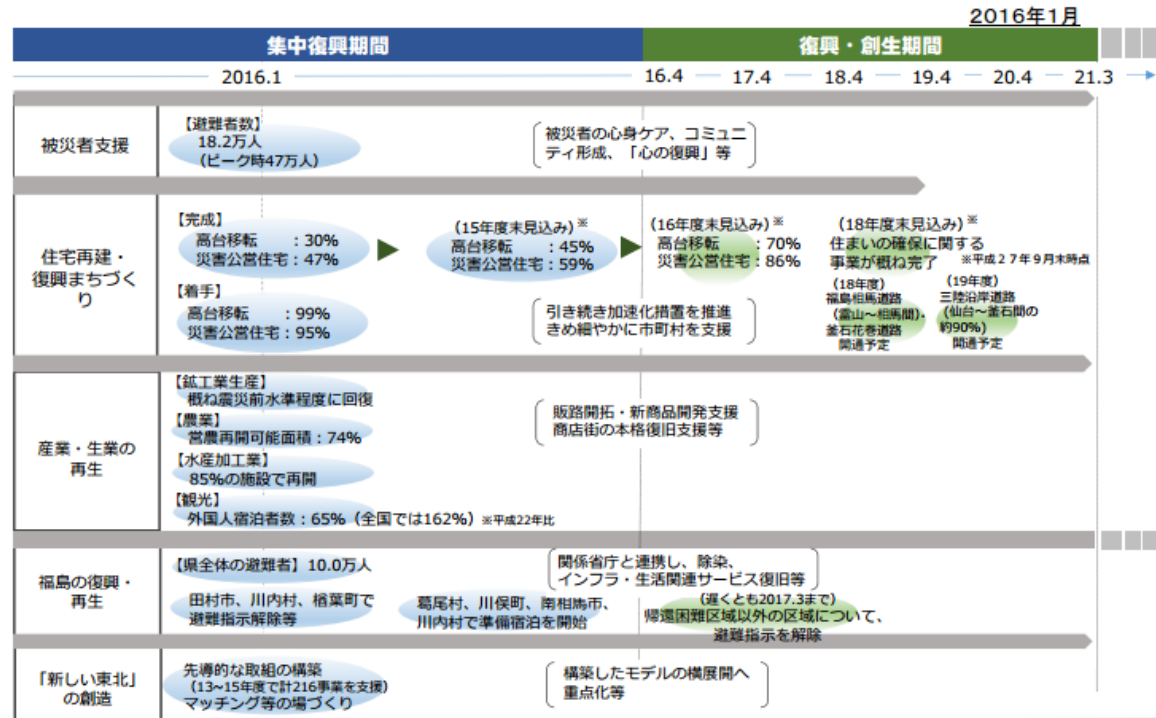 2016年1月
集中復興期間
復興・創生期間
2016.1
16.4
17.4
18.4
19.4
20.4
21.3
被災者支援
【避難者数】
18.2万人
(ピーク時47万人)
被災者の心身ケア、コミュニ
ティ形成、「心の復興」等
住宅再建・
復興まちづく
り
【完成】
高台移転 :30%
災害公営住宅:47%
【着手】
高台移転 :99%
災害公営住宅:95%
(15年度末見込み)※
高台移転 :45%
災害公営住宅:59%
(16年度末見込み)※
高台移転 :70%
災害公営住宅:86%
(18年度末見込み)※
住まいの確保に関する
事業が概ね完了 ※平成27年9月末時点
引き続き加速化措置を推進
きめ細やかに市町村を支援
(18年度)
福島相馬道路
(霊山~相馬間)・
釜石花巻道路
開通予定
(19年度)
三陸沿岸道路
(仙台~釜石間の
約90%)
開通予定
産業・生業の
再生
【鉱工業生産】
概ね震災前水準程度に回復
【農業】
営農再開可能面積:74%
【水産加工業】
85%の施設で再開
【観光】
外国人宿泊者数:65%(全国では162%)※平成22年比
販路開拓・新商品開発支援
商店街の本格復旧支援等
福島の復興・
再生
【県全体の避難者】10.0万人
田村市、川内村、楢葉町で
避難指示解除等
葛尾村、川俣町、南相馬市、
川内村で準備宿泊を開始
関係省庁と連携し、除染、
インフラ・生活関連サービス復旧等
(遅くとも2017.3まで)
帰還困難区域以外の区域について、
避難指示を解除
「新しい東北」
の創造
先導的な取組の構築
(13~15年度で計216事業を支援)
マッチング等の場づくり
構築したモデルの横展開へ
重点化等